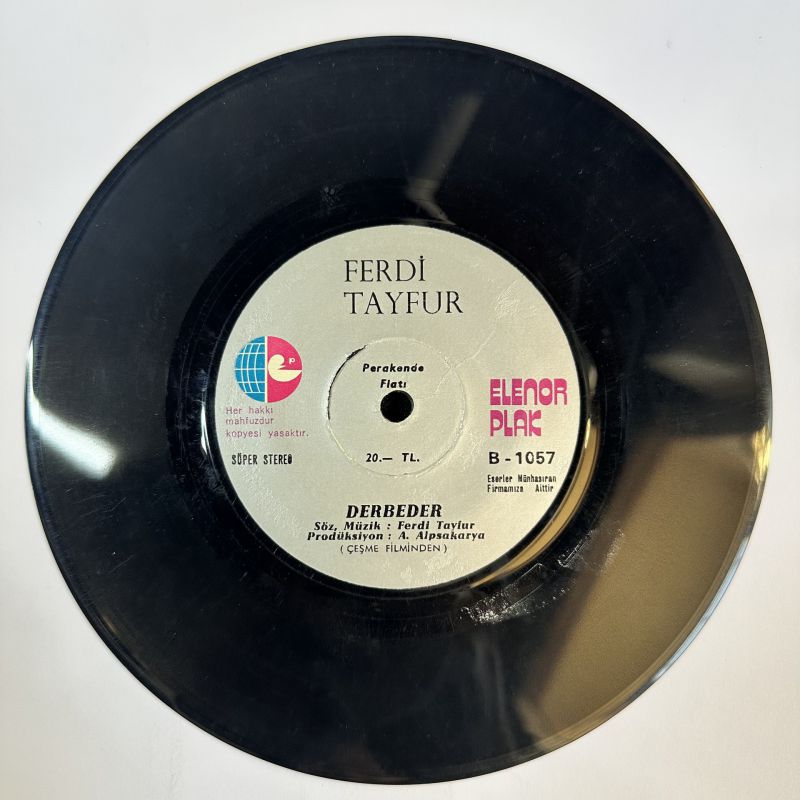 FERDİ
TAYFUR
Perakende
Fiatı
ELENOR
PLAK
Her hakkı
mahfuzdur
kopyesi yasaktır.
SÜPER STEREO
20.— TL.
B - 1057
Eserler Münhasıran
Firmamıza Aittir
DERBEDER
Söz, Müzik : Ferdi Tayfur
Prodüksiyon : A. Alpsakarya
( ÇEŞME FİLMİNDEN )